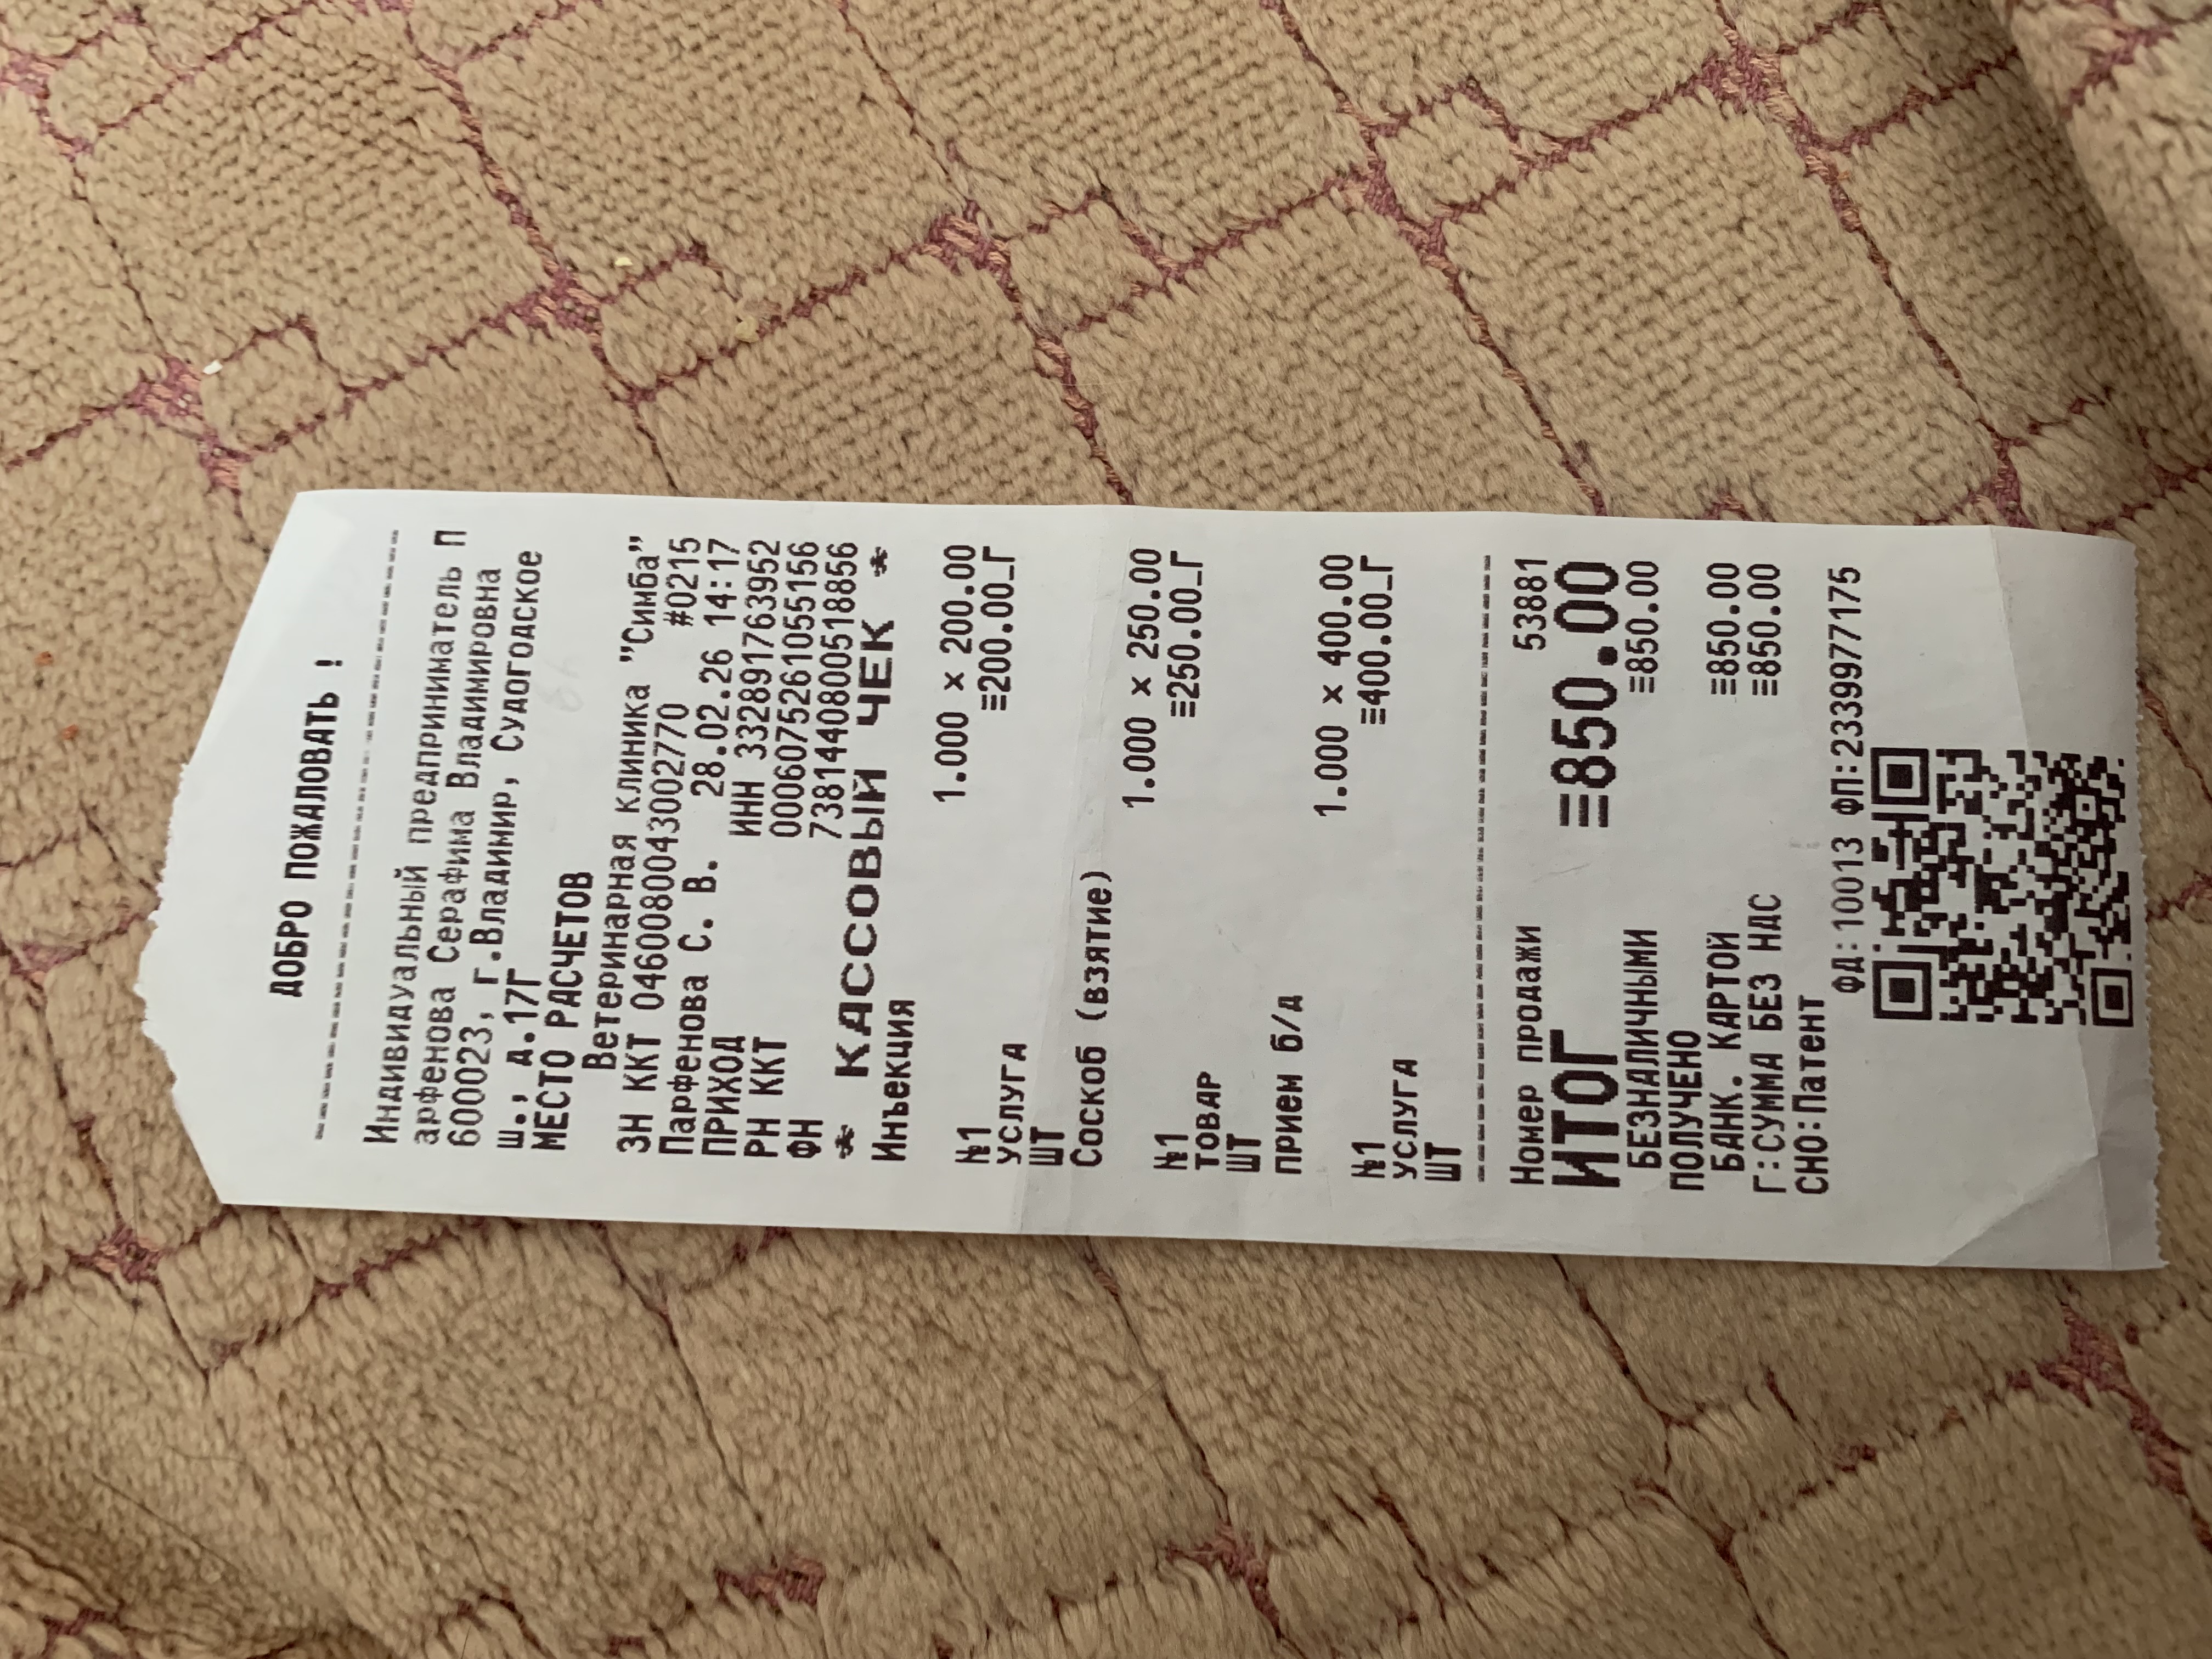 ДОБРО ПОЖАЛОВАТЬ !
Индивидуальный предприниматель П
арфенова Серафима Владимировна
600023, г.Владимир, Судогодское
ш., д.17Г
МЕСТО РАСЧЕТОВ
Ветеринарная клиника "Симба"
ЗН ККТ 04600800430027​70 #0215
Парфенова С. В. 28.02.26 14:17
ПРИХОД ИНН 332891763952
РН ККТ 0006075261055156
ФН 7381440800518856
* КАССОВЫЙ ЧЕК *
Инъекция
1.000 x 200.00
№1 ≡200.00_Г
УСЛУГА
ШТ
Соскоб (взятие)
1.000 x 250.00
№1 ≡250.00_Г
ТОВАР
ШТ
прием б/д
1.000 x 400.00
№1 ≡400.00_Г
УСЛУГА
ШТ
Номер продажи 53881
ИТОГ ≡850.00
БЕЗНАЛИЧНЫМИ ≡850.00
ПОЛУЧЕНО
БАНК. КАРТОЙ ≡850.00
Г:СУММА БЕЗ НДС ≡850.00
СНО:Патент
ФД:10013 ФП:2339977175